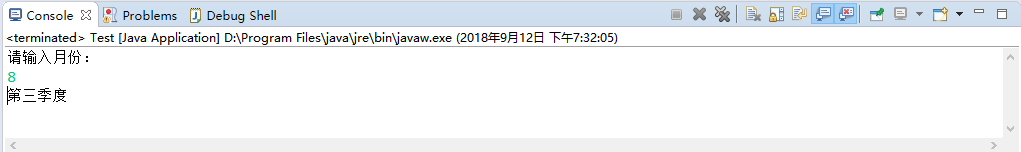 Console Problems Debug Shell
<terminated> Test [Java Application] D:\Program Files\java\jre\bin\javaw.exe (2018年9月12日 下午7:32:05)
请输入月份：
8
第三季度